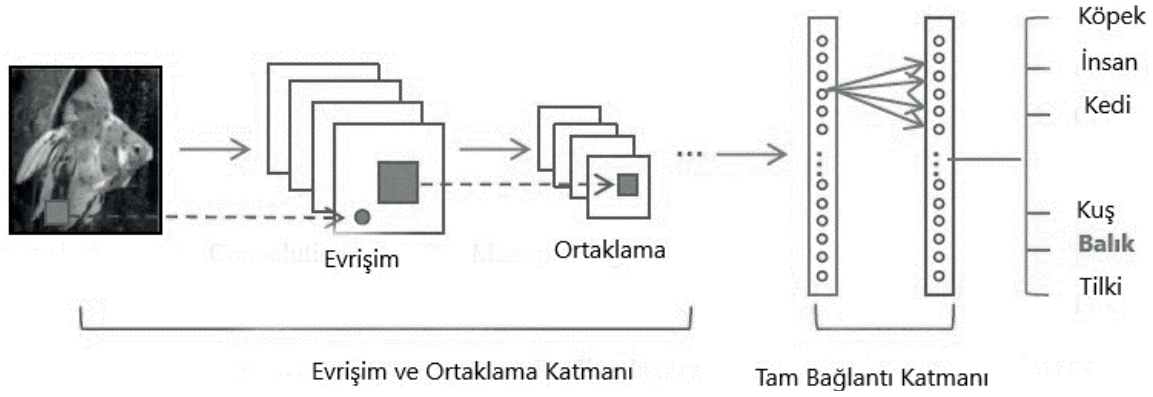 Köpek
İnsan
Kedi
Kuş
Balık
Tilki
Evrişim
Ortaklama
Evrişim ve Ortaklama Katmanı
Tam Bağlantı Katmanı